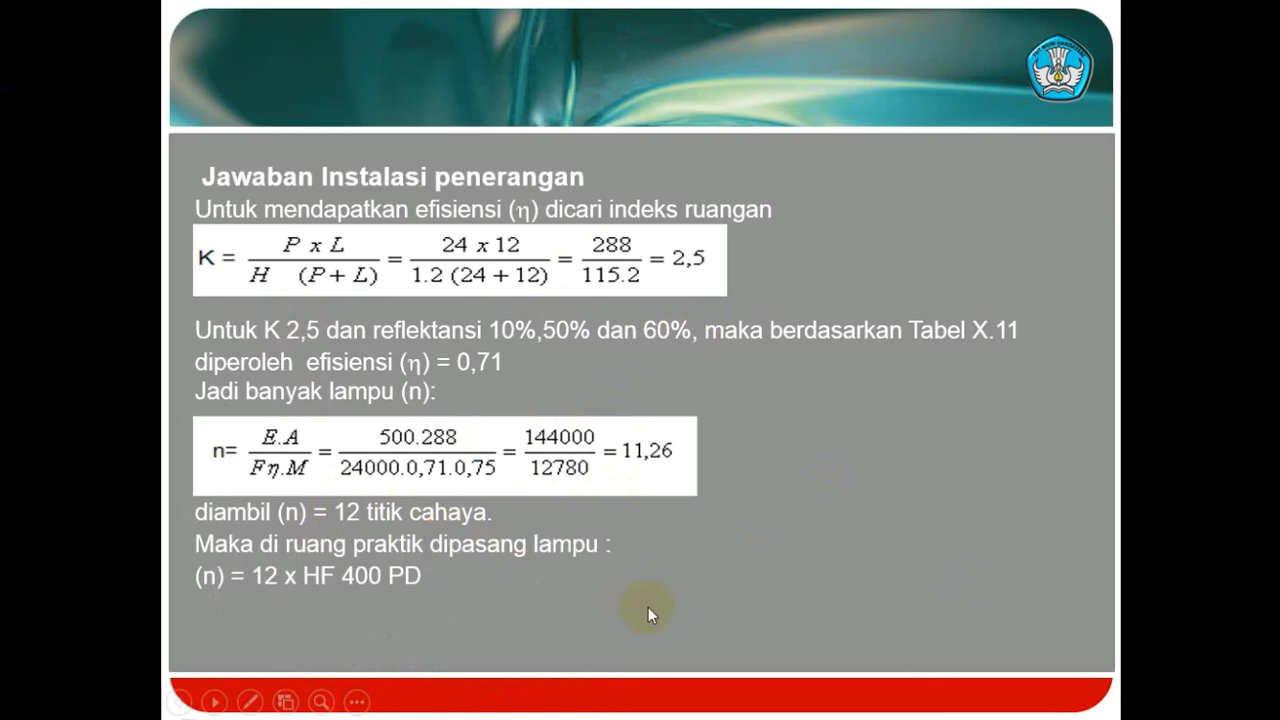 Jawaban Instalasi penerangan
Untuk mendapatkan efisiensi (η) dicari indeks ruangan
K = P x L / H (P + L) = 24 x 12 / 1.2 (24 + 12) = 288 / 115.2 = 2,5
Untuk K 2,5 dan reflektansi 10%,50% dan 60%, maka berdasarkan Tabel X.11
diperoleh efisiensi (η) = 0,71
Jadi banyak lampu (n):
n= E.A / Fη.M = 500.288 / 24000.0,71.0,75 = 144000 / 12780 = 11,26
diambil (n) = 12 titik cahaya.
Maka di ruang praktik dipasang lampu :
(n) = 12 x HF 400 PD